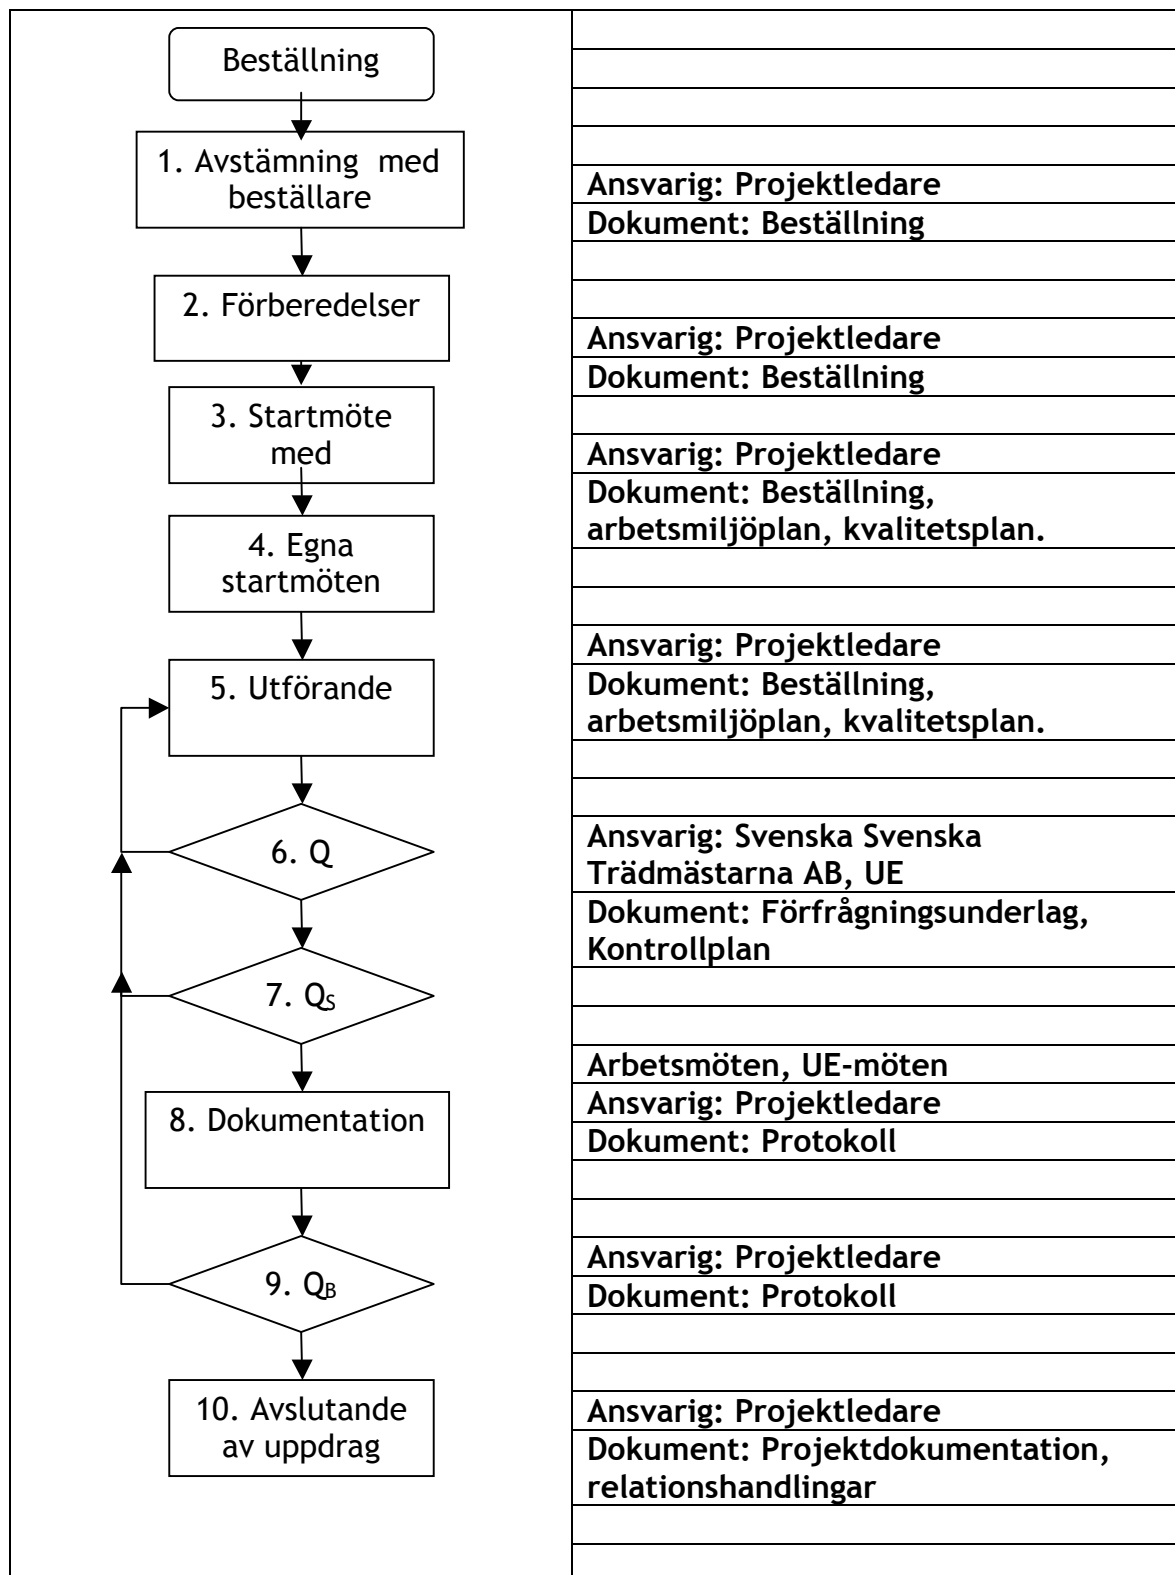 Beställning
1. Avstämning med
beställare
Ansvarig: Projektledare
Dokument: Beställning
2. Förberedelser
Ansvarig: Projektledare
Dokument: Beställning
3. Startmöte
med
Ansvarig: Projektledare
Dokument: Beställning,
arbetsmiljöplan, kvalitetsplan.
4. Egna
startmöten
Ansvarig: Projektledare
Dokument: Beställning,
arbetsmiljöplan, kvalitetsplan.
5. Utförande
6. Q
Ansvarig: Svenska Svenska
Trädmästarna AB, UE
Dokument: Förfrågningsunderlag,
Kontrollplan
7. QS
Arbetsmöten, UE-möten
Ansvarig: Projektledare
Dokument: Protokoll
8. Dokumentation
9. QB
Ansvarig: Projektledare
Dokument: Protokoll
10. Avslutande
av uppdrag
Ansvarig: Projektledare
Dokument: Projektdokumentation,
relationshandlingar